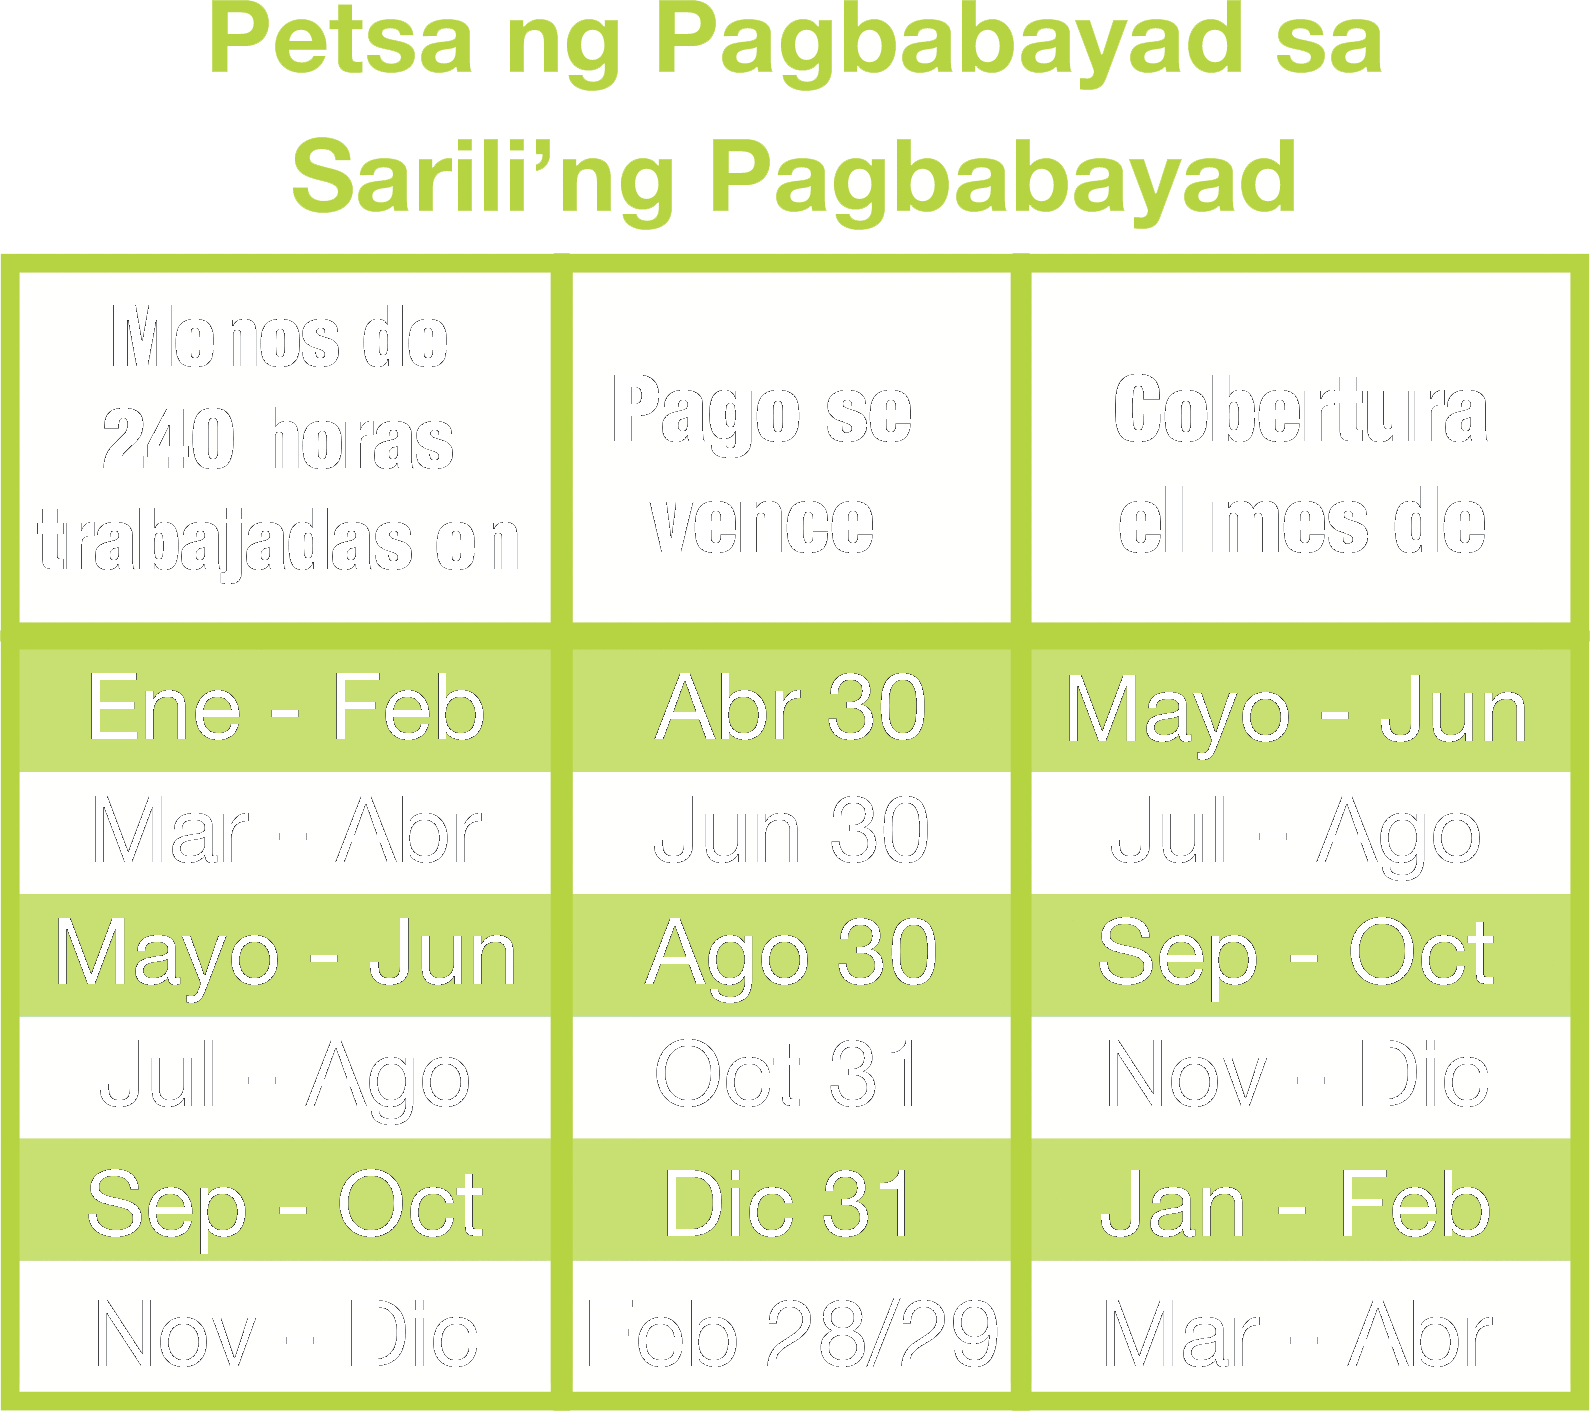 Petsa ng Pagbabayad sa
Sarili’ng Pagbabayad
Menos de
240 horas
trabajadas en
Pago se
vence
Cobertura
el mes de
Ene - Feb Abr 30 Mayo - Jun
Mar - Abr Jun 30 Jul - Ago
Mayo - Jun Ago 30 Sep - Oct
Jul - Ago Oct 31 Nov - Dic
Sep - Oct Dic 31 Jan - Feb
Nov - Dic Feb 28/29 Mar - Abr